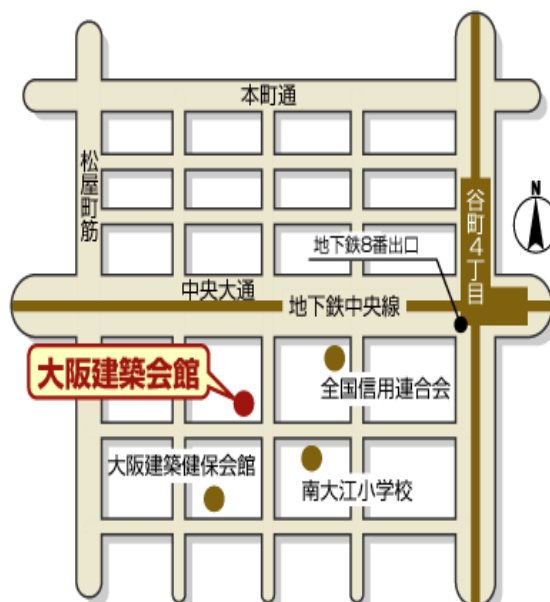 本町通
松屋町筋
谷町4丁目
N
地下鉄8番出口
中央大通
地下鉄中央線
大阪建築会館
全国信用連合会
大阪建築健保会館
南大江小学校